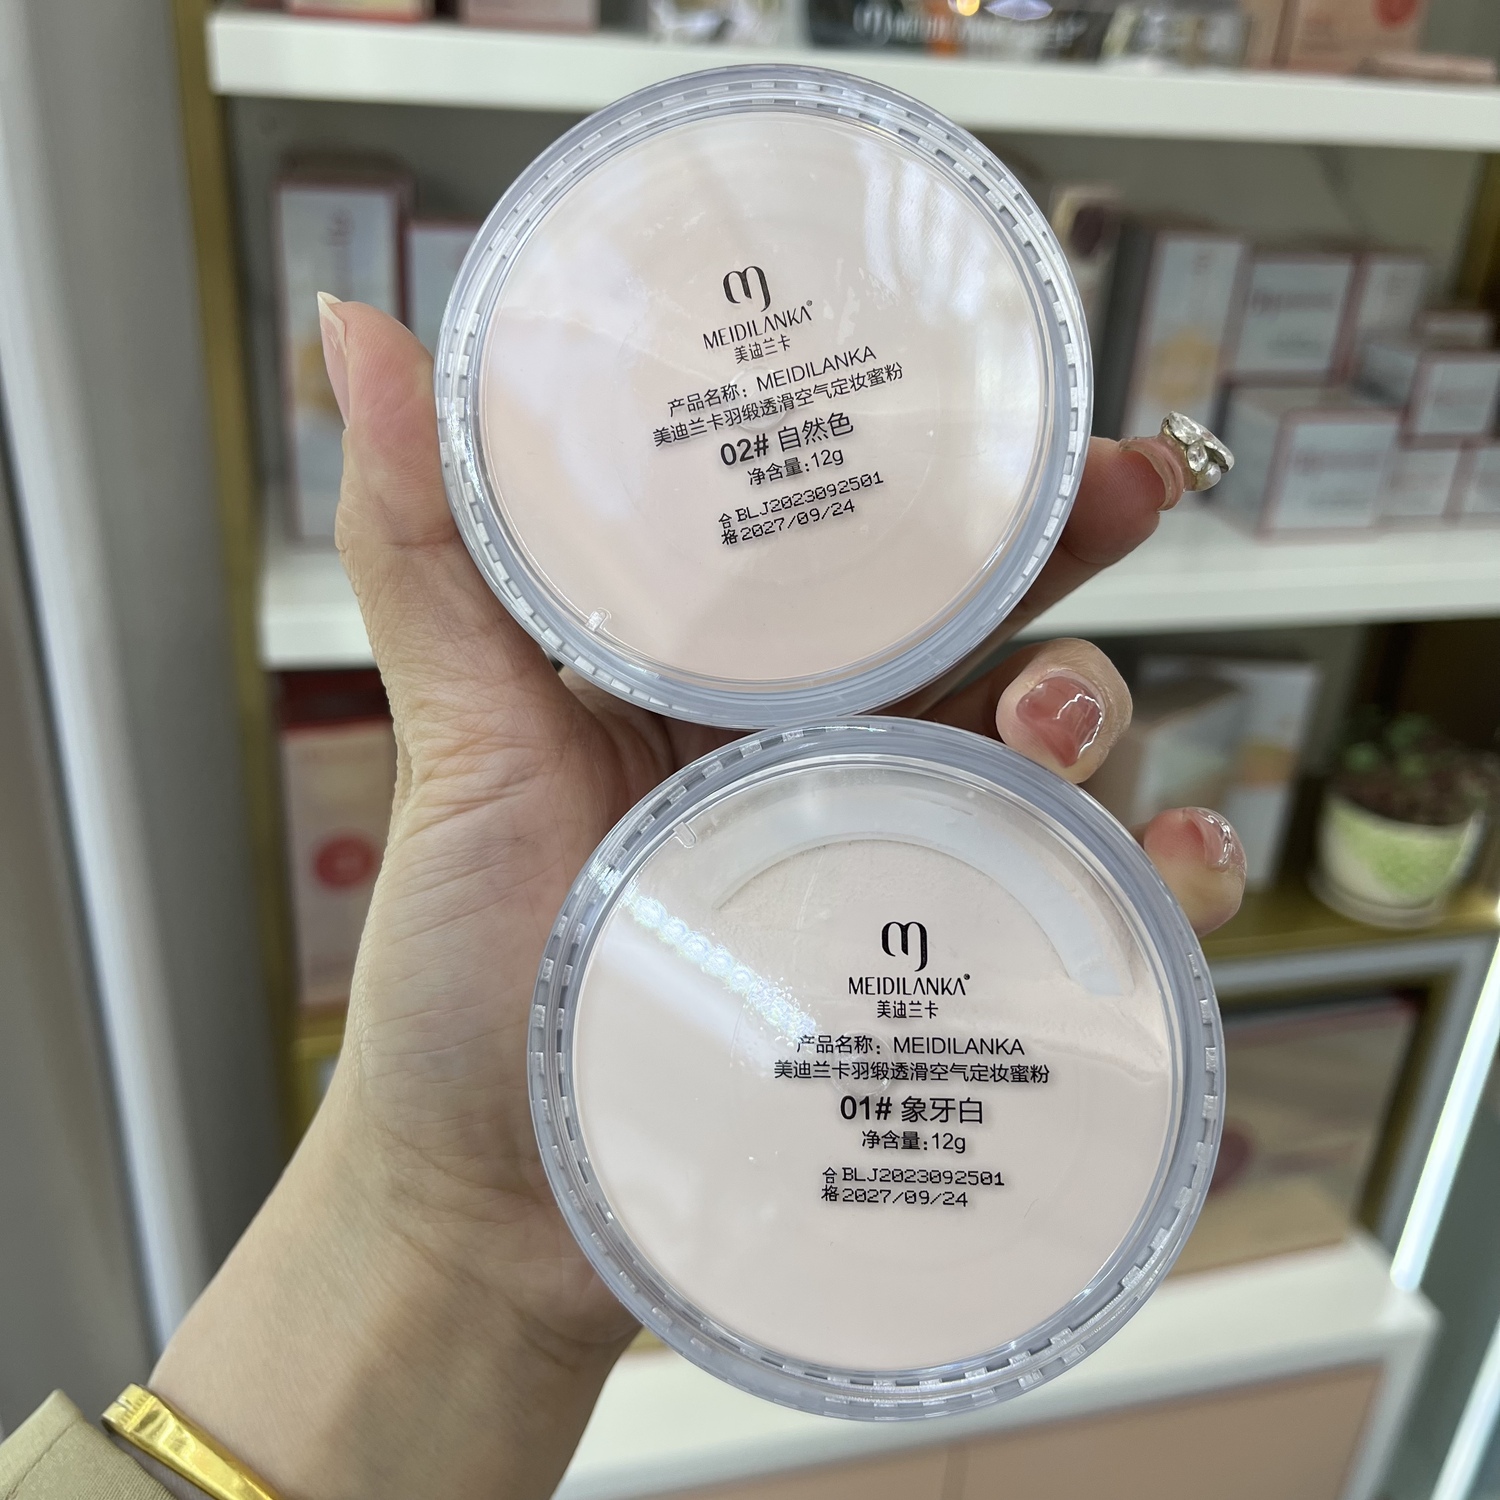 MEIDILANKA®
美迪兰卡
产品名称：MEIDILANKA
美迪兰卡羽缎透滑空气定妆蜜粉
02# 自然色
净含量:12g
合 BLJ2023092501
格 2027/09/24
MEIDILANKA®
美迪兰卡
产品名称：MEIDILANKA
美迪兰卡羽缎透滑空气定妆蜜粉
01# 象牙白
净含量:12g
合 BLJ2023092501
格 2027/09/24